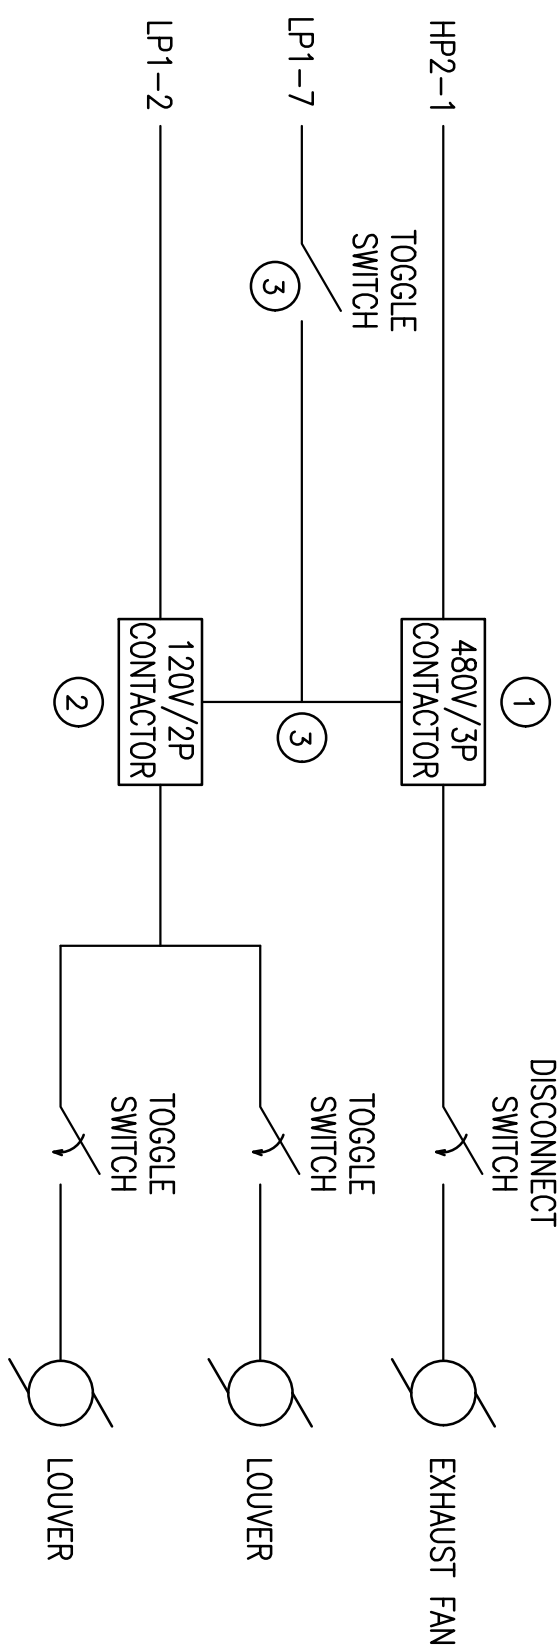 HP2-1
LP1-7
LP1-2
TOGGLE
SWITCH
3
1
480V/3P
CONTACTOR
3
120V/2P
CONTACTOR
2
DISCONNECT
SWITCH
TOGGLE
SWITCH
TOGGLE
SWITCH
EXHAUST FAN
LOUVER
LOUVER